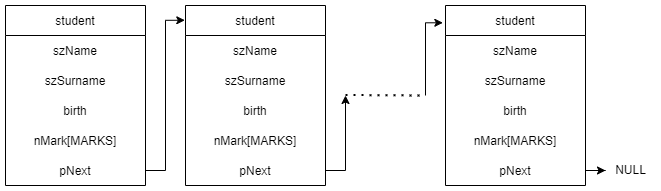 student
szName
szSurname
birth
nMark[MARKS]
pNext
student
szName
szSurname
birth
nMark[MARKS]
pNext
student
szName
szSurname
birth
nMark[MARKS]
pNext
NULL